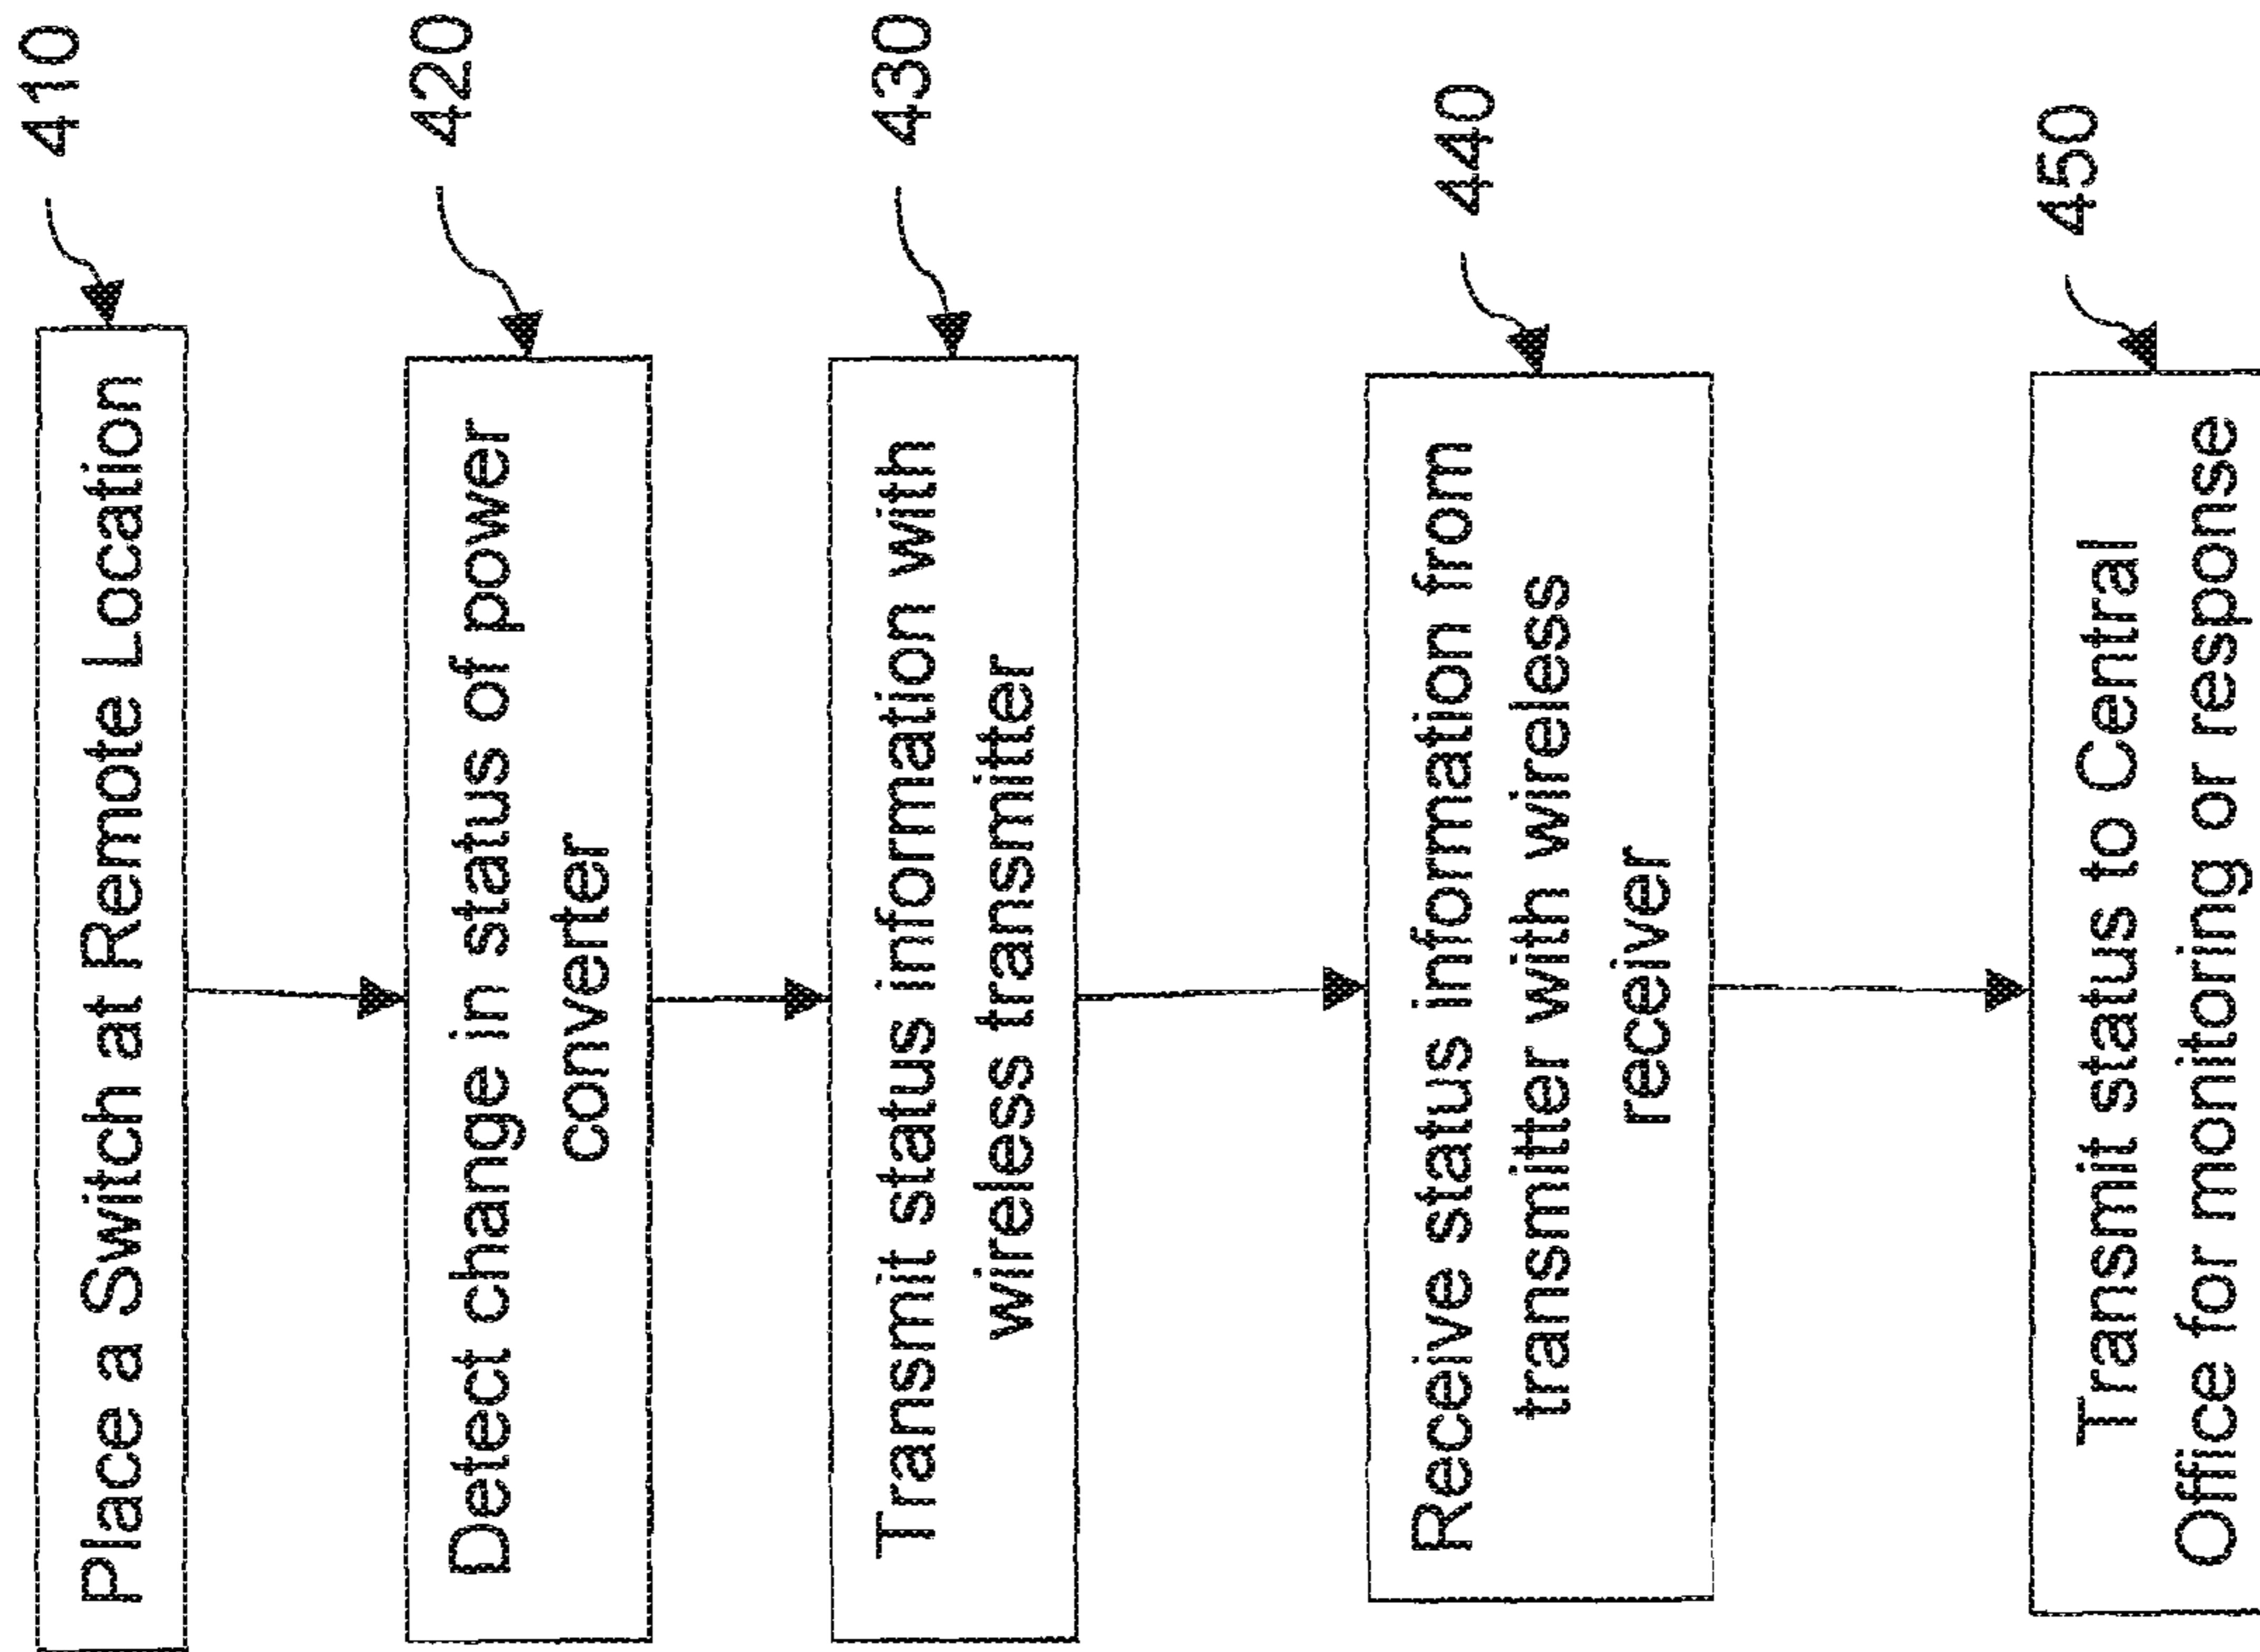 Place a Switch at Remote Location
410
Detect change in status of power
converter
420
Transmit status information with
wireless transmitter
430
Receive status information from
transmitter with wireless
receiver
440
Transmit status to Central
Office for monitoring or response
450